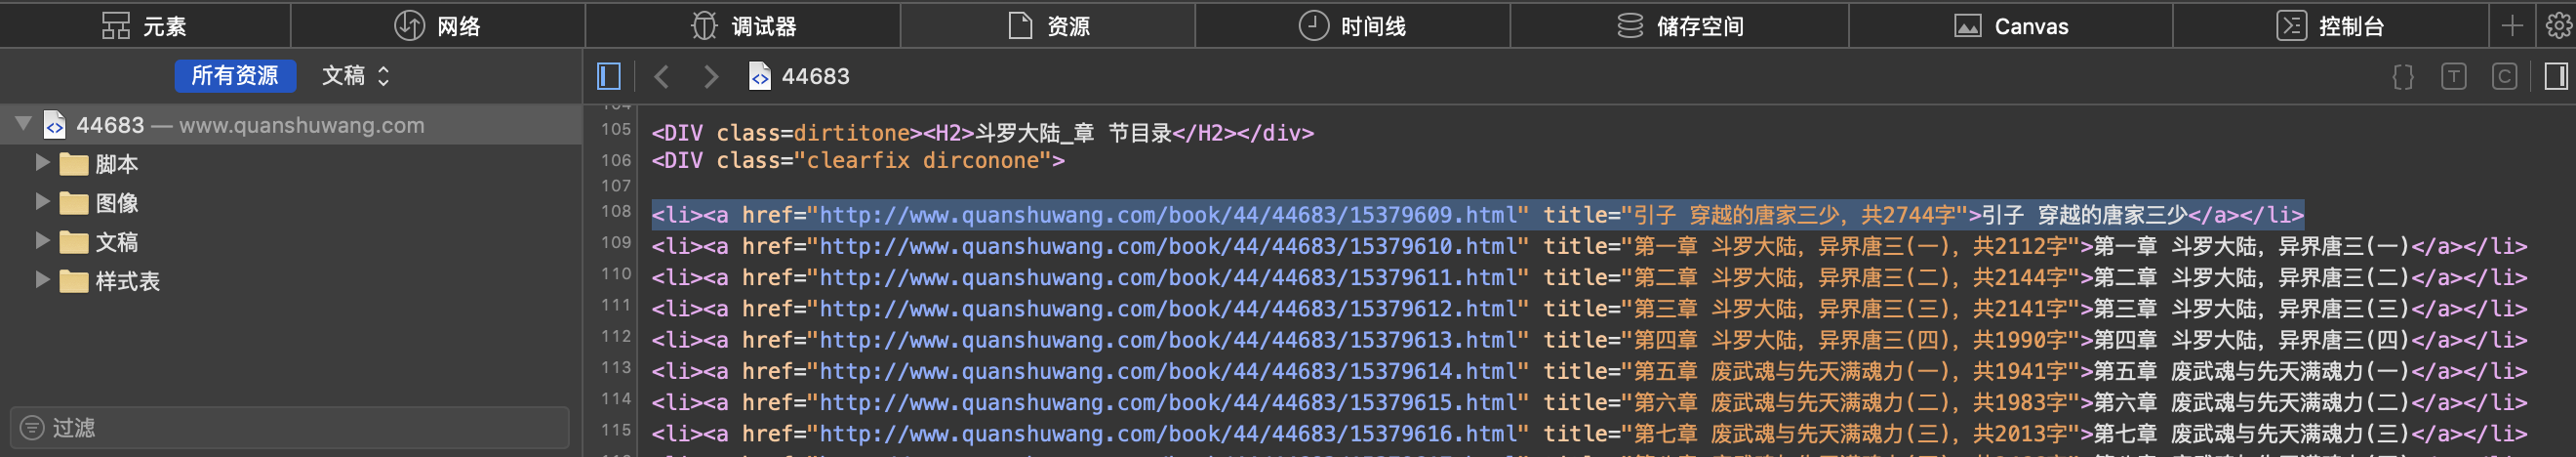 元素 网络 调试器 资源 时间线 储存空间 Canvas 控制台
所有资源 文稿 44683 {} T C
44683 — www.quanshuwang.com
脚本
图像
文稿
样式表
过滤
105 <DIV class=dirtitone><H2>斗罗大陆_章 节目录</H2></div>
106 <DIV class="clearfix dirconone">
107
108 <li><a href="http://www.quanshuwang.com/book/44/44683/15379609.html" title="引子 穿越的唐家三少，共2744字">引子 穿越的唐家三少</a></li>
109 <li><a href="http://www.quanshuwang.com/book/44/44683/15379610.html" title="第一章 斗罗大陆，异界唐三(一)，共2112字">第一章 斗罗大陆，异界唐三(一)</a></li>
110 <li><a href="http://www.quanshuwang.com/book/44/44683/15379611.html" title="第二章 斗罗大陆，异界唐三(二)，共2144字">第二章 斗罗大陆，异界唐三(二)</a></li>
111 <li><a href="http://www.quanshuwang.com/book/44/44683/15379612.html" title="第三章 斗罗大陆，异界唐三(三)，共2141字">第三章 斗罗大陆，异界唐三(三)</a></li>
112 <li><a href="http://www.quanshuwang.com/book/44/44683/15379613.html" title="第四章 斗罗大陆，异界唐三(四)，共1990字">第四章 斗罗大陆，异界唐三(四)</a></li>
113 <li><a href="http://www.quanshuwang.com/book/44/44683/15379614.html" title="第五章 废武魂与先天满魂力(一)，共1941字">第五章 废武魂与先天满魂力(一)</a></li>
114 <li><a href="http://www.quanshuwang.com/book/44/44683/15379615.html" title="第六章 废武魂与先天满魂力(二)，共1983字">第六章 废武魂与先天满魂力(二)</a></li>
115 <li><a href="http://www.quanshuwang.com/book/44/44683/15379616.html" title="第七章 废武魂与先天满魂力(三)，共2013字">第七章 废武魂与先天满魂力(三)</a></li>